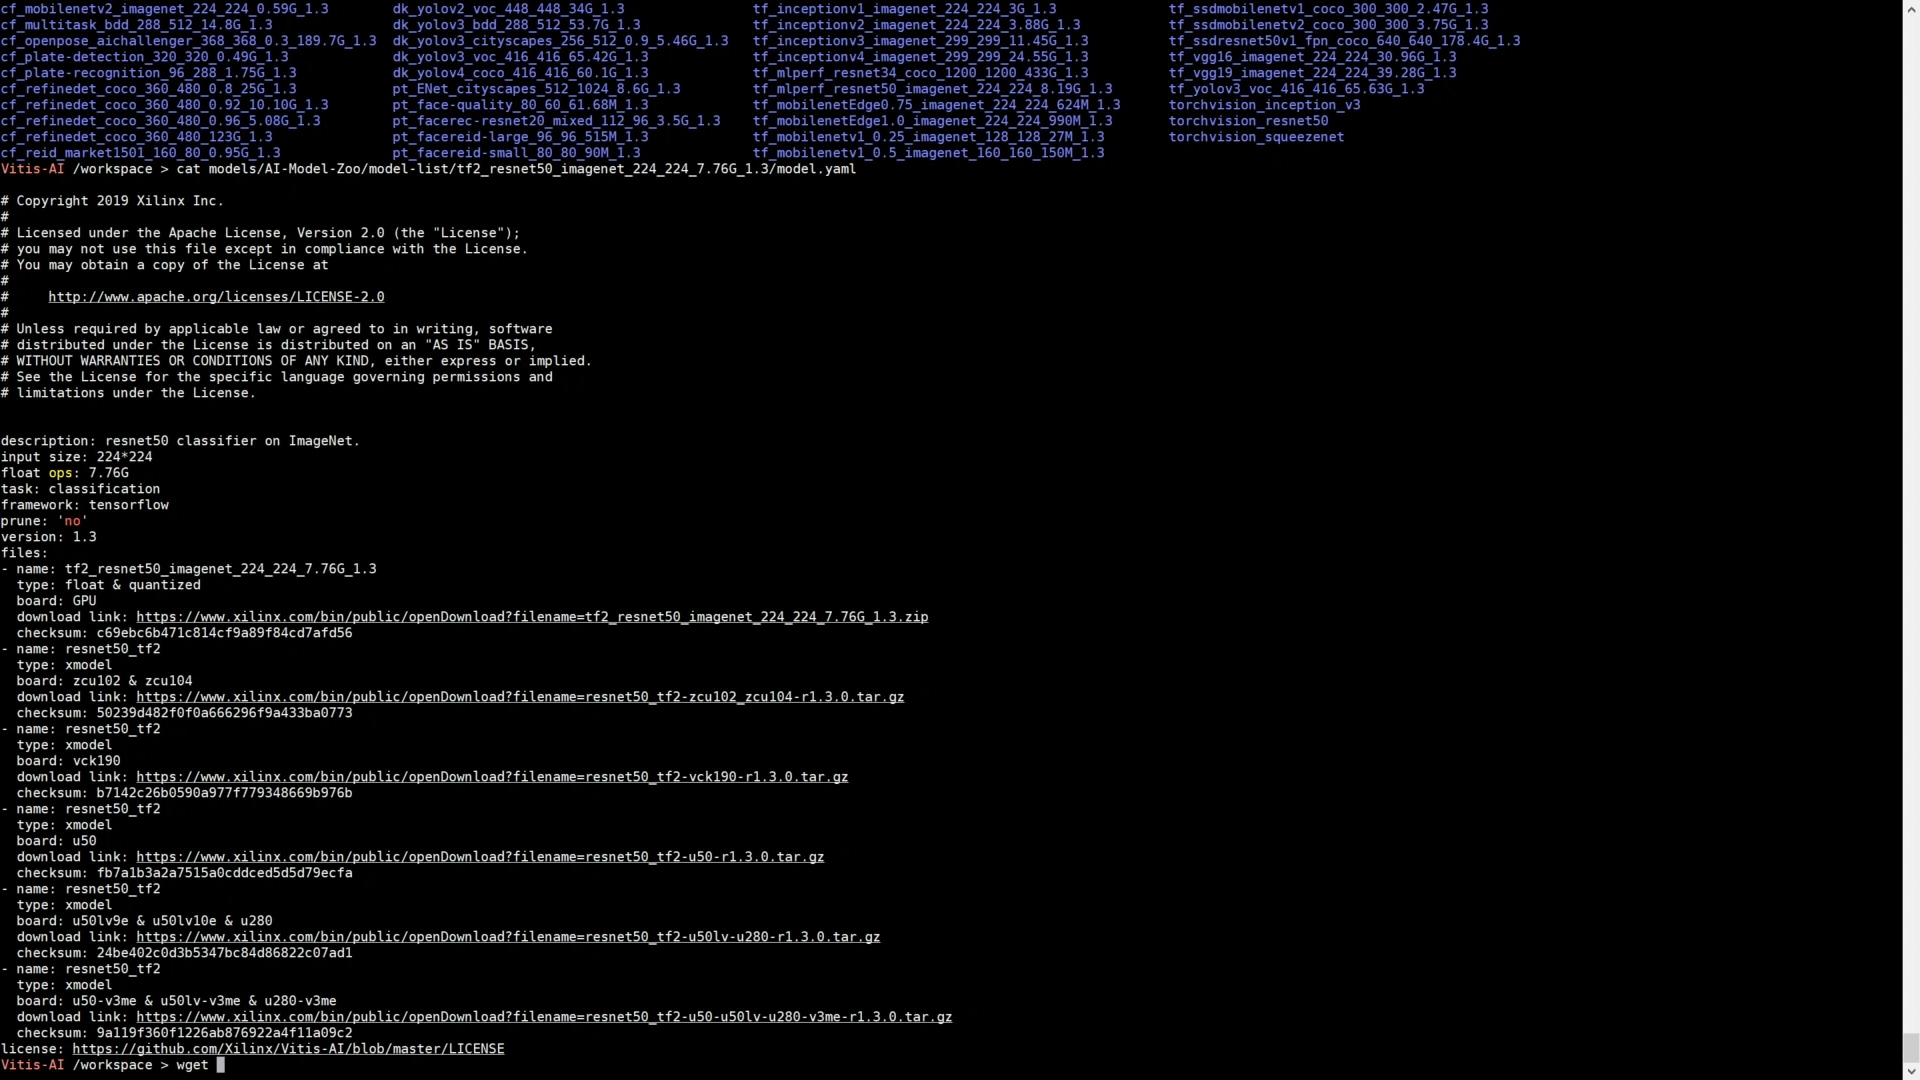 cf_mobilenetv2_imagenet_224_224_0.59G_1.3 dk_yolov2_voc_448_448_34G_1.3 tf_inceptionv1_imagenet_224_224_3G_1.3 tf_ssdmobilenetv1_coco_300_300_2.47G_1.3
cf_multitask_bdd_288_512_14.8G_1.3 dk_yolov3_bdd_288_512_53.7G_1.3 tf_inceptionv2_imagenet_224_224_3.88G_1.3 tf_ssdmobilenetv2_coco_300_300_3.75G_1.3
cf_openpose_aichallenger_368_368_0.3_189.7G_1.3 dk_yolov3_cityscapes_256_512_0.9_5.46G_1.3 tf_inceptionv3_imagenet_299_299_11.45G_1.3 tf_ssdresnet50v1_fpn_coco_640_640_178.4G_1.3
cf_plate-detection_320_320_0.49G_1.3 dk_yolov3_voc_416_416_65.42G_1.3 tf_inceptionv4_imagenet_299_299_24.55G_1.3 tf_vgg16_imagenet_224_224_30.96G_1.3
cf_plate-recognition_96_288_1.75G_1.3 dk_yolov4_coco_416_416_60.1G_1.3 tf_mlperf_resnet34_coco_1200_1200_433G_1.3 tf_vgg19_imagenet_224_224_39.28G_1.3
cf_refinedet_coco_360_480_0.8_25G_1.3 pt_ENet_cityscapes_512_1024_8.6G_1.3 tf_mlperf_resnet50_imagenet_224_224_8.19G_1.3 tf_yolov3_voc_416_416_65.63G_1.3
cf_refinedet_coco_360_480_0.92_10.10G_1.3 pt_face-quality_80_60_61.68M_1.3 tf_mobilenetEdge0.75_imagenet_224_224_624M_1.3 torchvision_inception_v3
cf_refinedet_coco_360_480_0.96_5.08G_1.3 pt_facerec-resnet20_mixed_112_96_3.5G_1.3 tf_mobilenetEdge1.0_imagenet_224_224_990M_1.3 torchvision_resnet50
cf_refinedet_coco_360_480_123G_1.3 pt_facereid-large_96_96_515M_1.3 tf_mobilenetv1_0.25_imagenet_128_128_27M_1.3 torchvision_squeezenet
cf_reid_market1501_160_80_0.95G_1.3 pt_facereid-small_80_80_90M_1.3 tf_mobilenetv1_0.5_imagenet_160_160_150M_1.3
Vitis-AI /workspace > cat models/AI-Model-Zoo/model-list/tf2_resnet50_imagenet_224_224_7.76G_1.3/model.yaml
# Copyright 2019 Xilinx Inc.
#
# Licensed under the Apache License, Version 2.0 (the "License");
# you may not use this file except in compliance with the License.
# You may obtain a copy of the License at
#
# http://www.apache.org/licenses/LICENSE-2.0
#
# Unless required by applicable law or agreed to in writing, software
# distributed under the License is distributed on an "AS IS" BASIS,
# WITHOUT WARRANTIES OR CONDITIONS OF ANY KIND, either express or implied.
# See the License for the specific language governing permissions and
# limitations under the License.
description: resnet50 classifier on ImageNet.
input size: 224*224
float ops: 7.76G
task: classification
framework: tensorflow
prune: 'no'
version: 1.3
files:
- name: tf2_resnet50_imagenet_224_224_7.76G_1.3
type: float & quantized
board: GPU
download link: https://www.xilinx.com/bin/public/openDownload?filename=tf2_resnet50_imagenet_224_224_7.76G_1.3.zip
checksum: c69ebc6b471c814cf9a89f84cd7afd56
- name: resnet50_tf2
type: xmodel
board: zcu102 & zcu104
download link: https://www.xilinx.com/bin/public/openDownload?filename=resnet50_tf2-zcu102_zcu104-r1.3.0.tar.gz
checksum: 50239d482f0f0a666296f9a433ba0773
- name: resnet50_tf2
type: xmodel
board: vck190
download link: https://www.xilinx.com/bin/public/openDownload?filename=resnet50_tf2-vck190-r1.3.0.tar.gz
checksum: b7142c26b0590a977f779348669b976b
- name: resnet50_tf2
type: xmodel
board: u50
download link: https://www.xilinx.com/bin/public/openDownload?filename=resnet50_tf2-u50-r1.3.0.tar.gz
checksum: fb7a1b3a2a7515a0cddced5d5d79ecfa
- name: resnet50_tf2
type: xmodel
board: u50lv9e & u50lv10e & u280
download link: https://www.xilinx.com/bin/public/openDownload?filename=resnet50_tf2-u50lv-u280-r1.3.0.tar.gz
checksum: 24be402c0d3b5347bc84d86822c07ad1
- name: resnet50_tf2
type: xmodel
board: u50-v3me & u50lv-v3me & u280-v3me
download link: https://www.xilinx.com/bin/public/openDownload?filename=resnet50_tf2-u50-u50lv-u280-v3me-r1.3.0.tar.gz
checksum: 9a119f360f1226ab876922a4f11a09c2
license: https://github.com/Xilinx/Vitis-AI/blob/master/LICENSE
Vitis-AI /workspace > wget